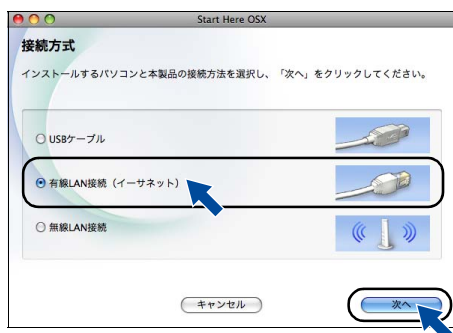 Start Here OSX
接続方式
インストールするパソコンと本製品の接続方法を選択し、「次へ」をクリックしてください。
USBケーブル
有線LAN接続（イーサネット）
無線LAN接続
キャンセル
次へ